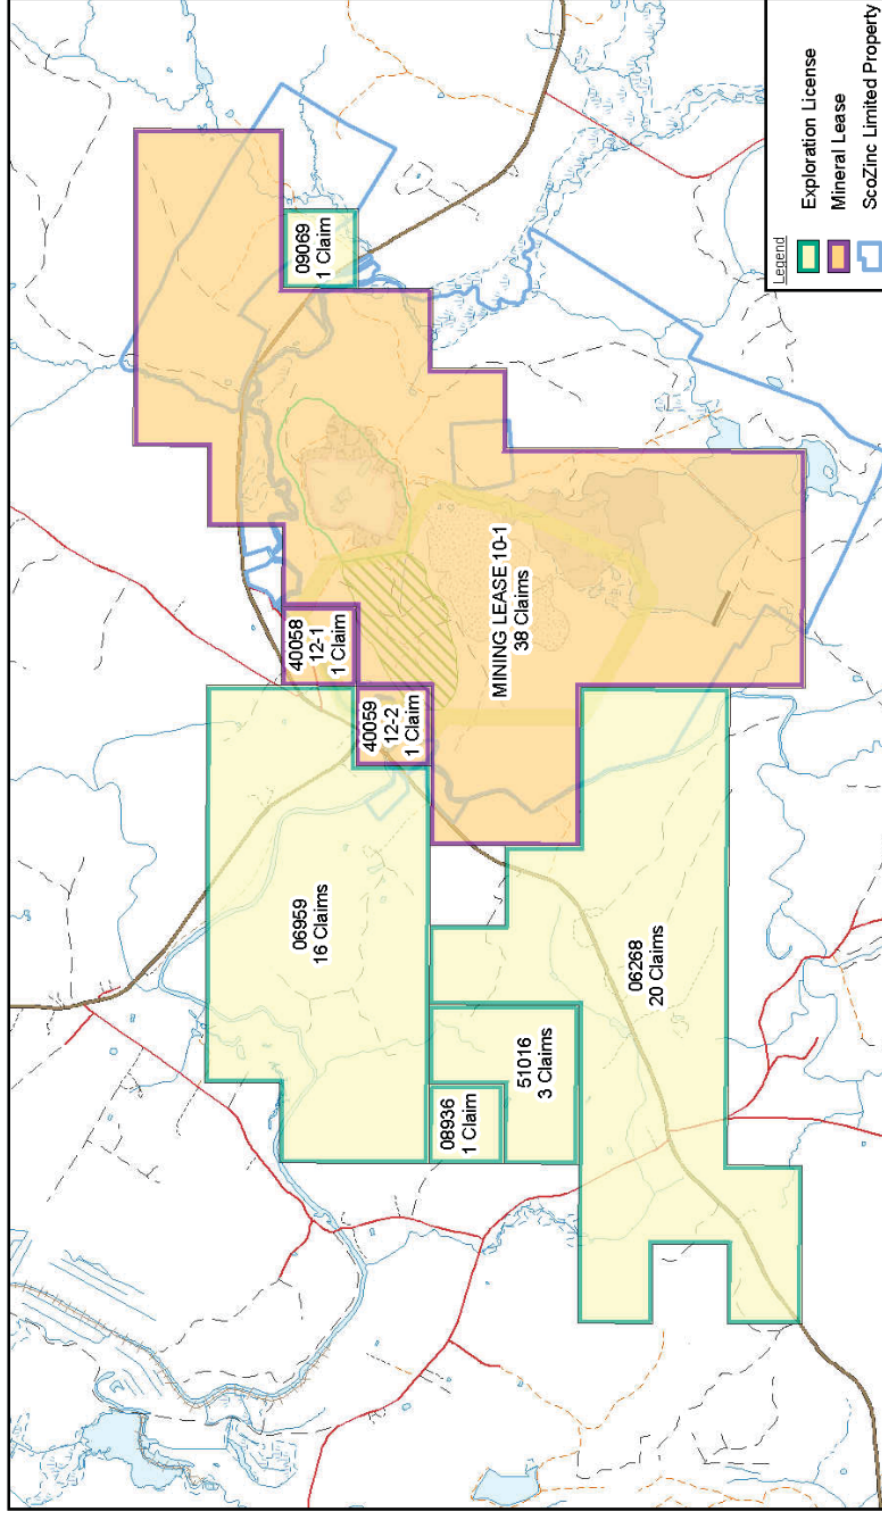 09069
1 Claim
40058
12-1
1 Claim
40059
12-2
1 Claim
MINING LEASE 10-1
38 Claims
06959
16 Claims
08936
1 Claim
51016
3 Claims
06268
20 Claims
Legend
Exploration License
Mineral Lease
ScoZinc Limited Property